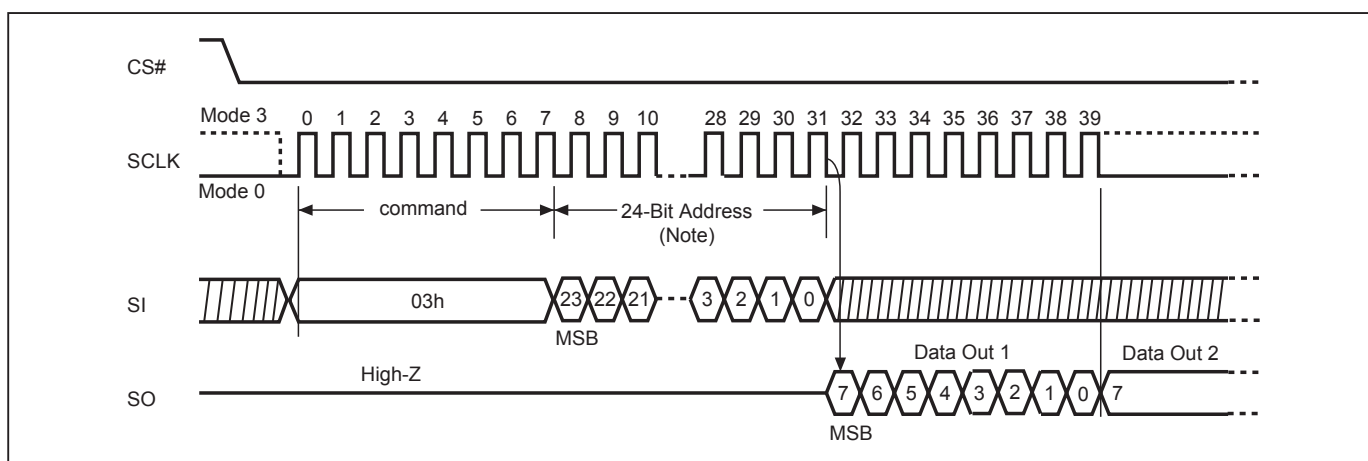 CS#
Mode 3
0 1 2 3 4 5 6 7 8 9 10 28 29 30 31 32 33 34 35 36 37 38 39
SCLK
Mode 0
command
24-Bit Address
(Note)
SI
03h
23 22 21 3 2 1 0
MSB
Data Out 1
Data Out 2
High-Z
SO
7 6 5 4 3 2 1 0 7
MSB